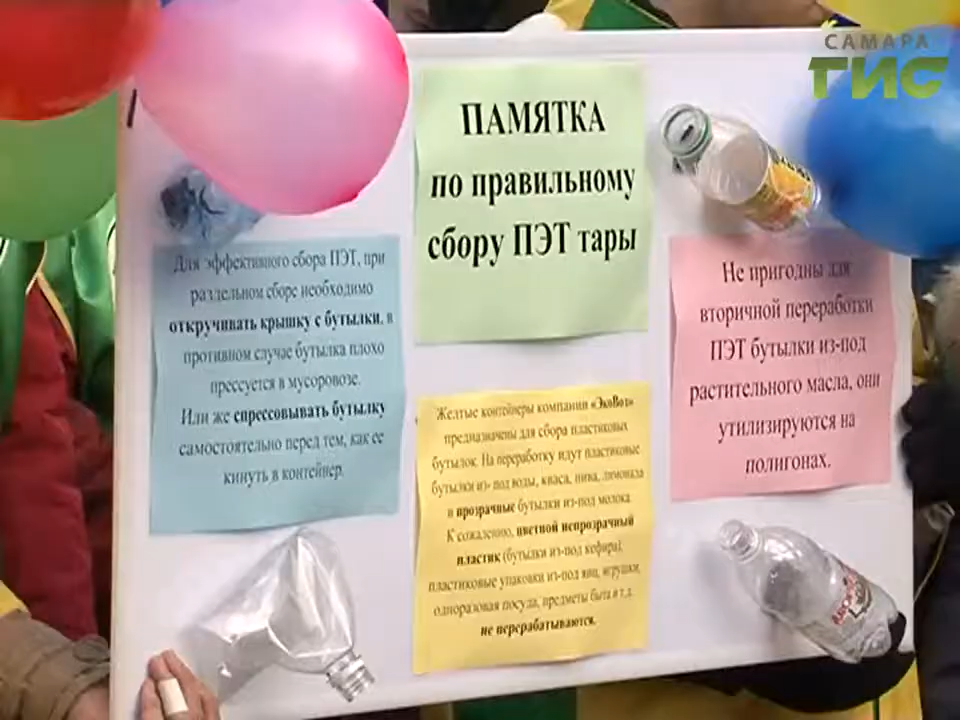 САМАРА
ГИС
ПАМЯТКА
по правильному
сбору ПЭТ тары
Для эффективного сбора ПЭТ, при
раздельном сборе необходимо
откручивать крышку с бутылки, в
противном случае бутылка плохо
прессуется в мусоровозе.
Или же спрессовывать бутылку
самостоятельно перед тем, как ее
кинуть в контейнер.
Желтые контейнеры компании «ЭкоВоз»
предназначены для сбора пластиковых
бутылок. На переработку идут пластиковые
бутылки из- под воды, кваса, пива, лимонада
и прозрачные бутылки из-под молока.
К сожалению, цветной непрозрачный
пластик (бутылки из-под кефира),
пластиковые упаковки из-под яиц, игрушки,
одноразовая посуда, предметы быта и т.д.
не перерабатываются.
Не пригодны для
вторичной переработки
ПЭТ бутылки из-под
растительного масла, они
утилизируются на
полигонах.